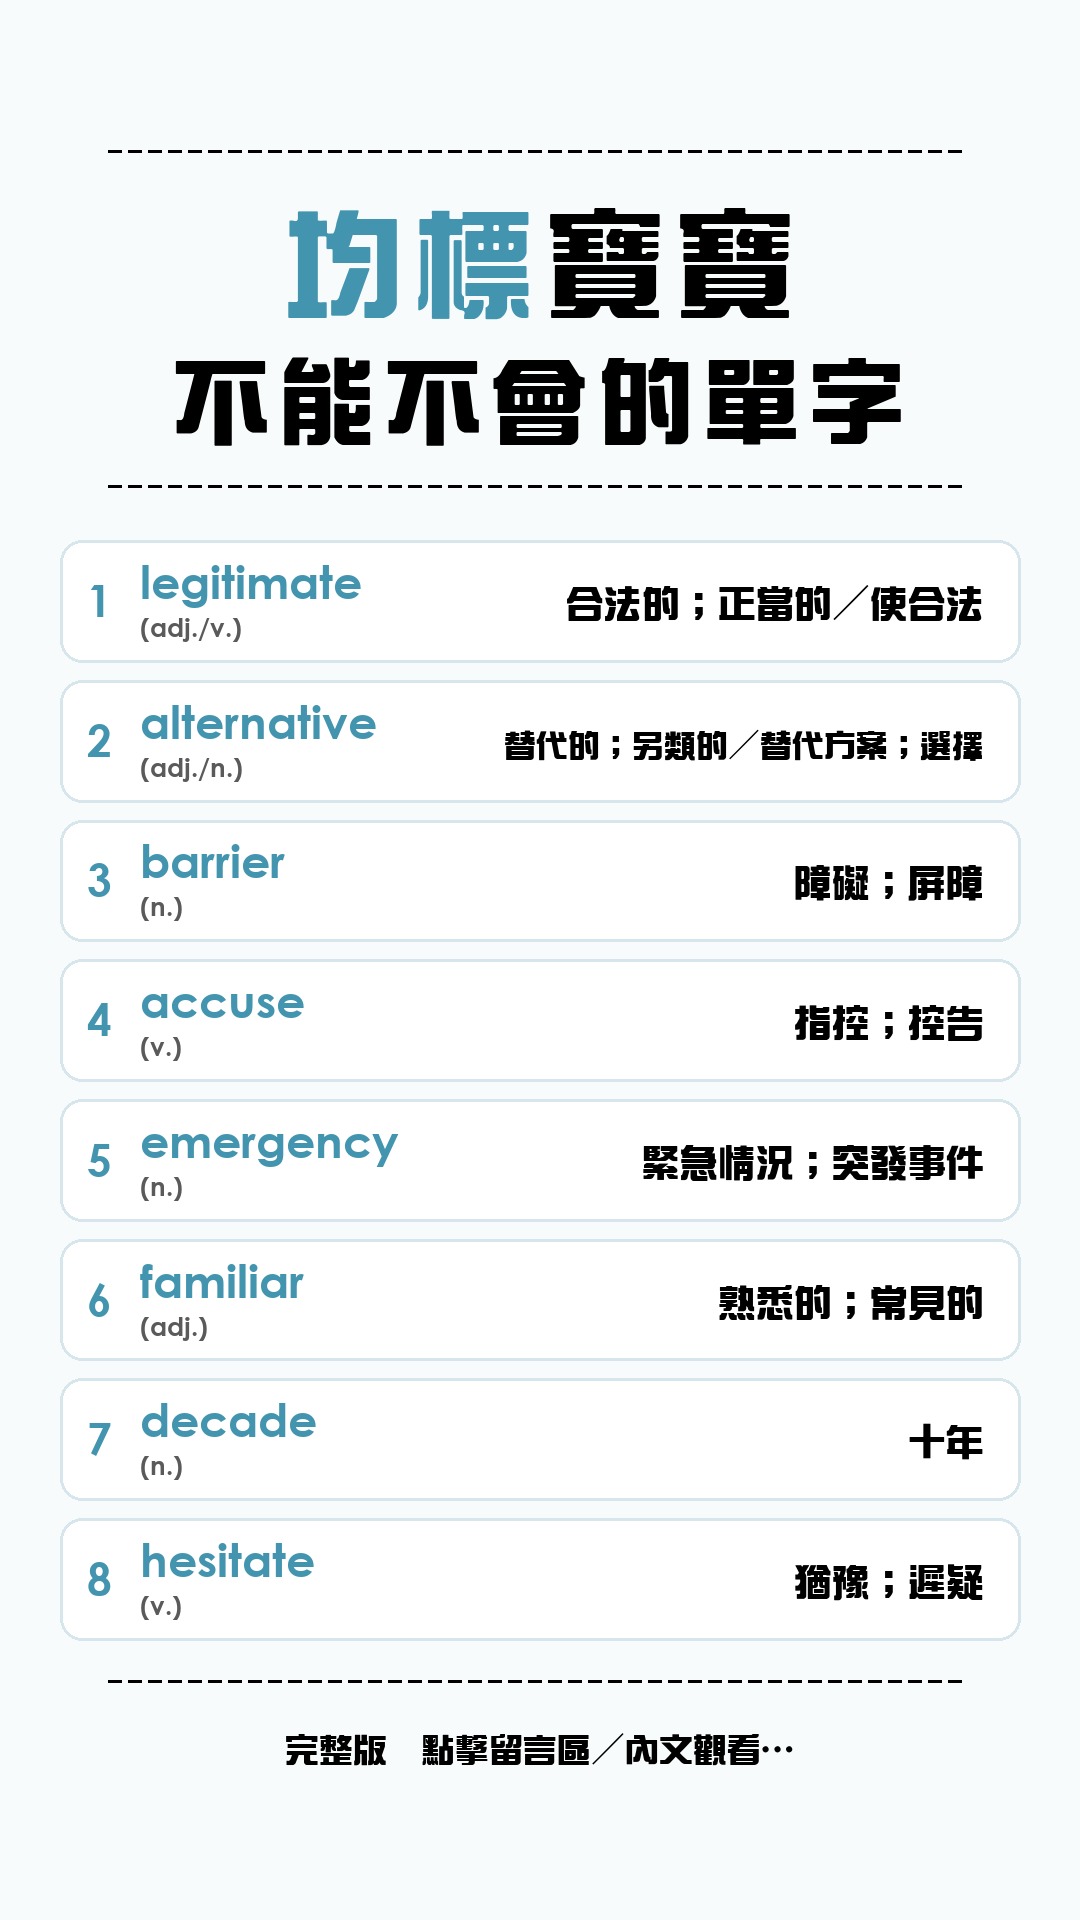 均標寶寶
不能不會的單字
1 legitimate
(adj./v.)
合法的；正當的／使合法
2 alternative
(adj./n.)
替代的；另類的／替代方案；選擇
3 barrier
(n.)
障礙；屏障
4 accuse
(v.)
指控；控告
5 emergency
(n.)
緊急情況；突發事件
6 familiar
(adj.)
熟悉的；常見的
7 decade
(n.)
十年
8 hesitate
(v.)
猶豫；遲疑
完整版　點擊留言區／內文觀看…